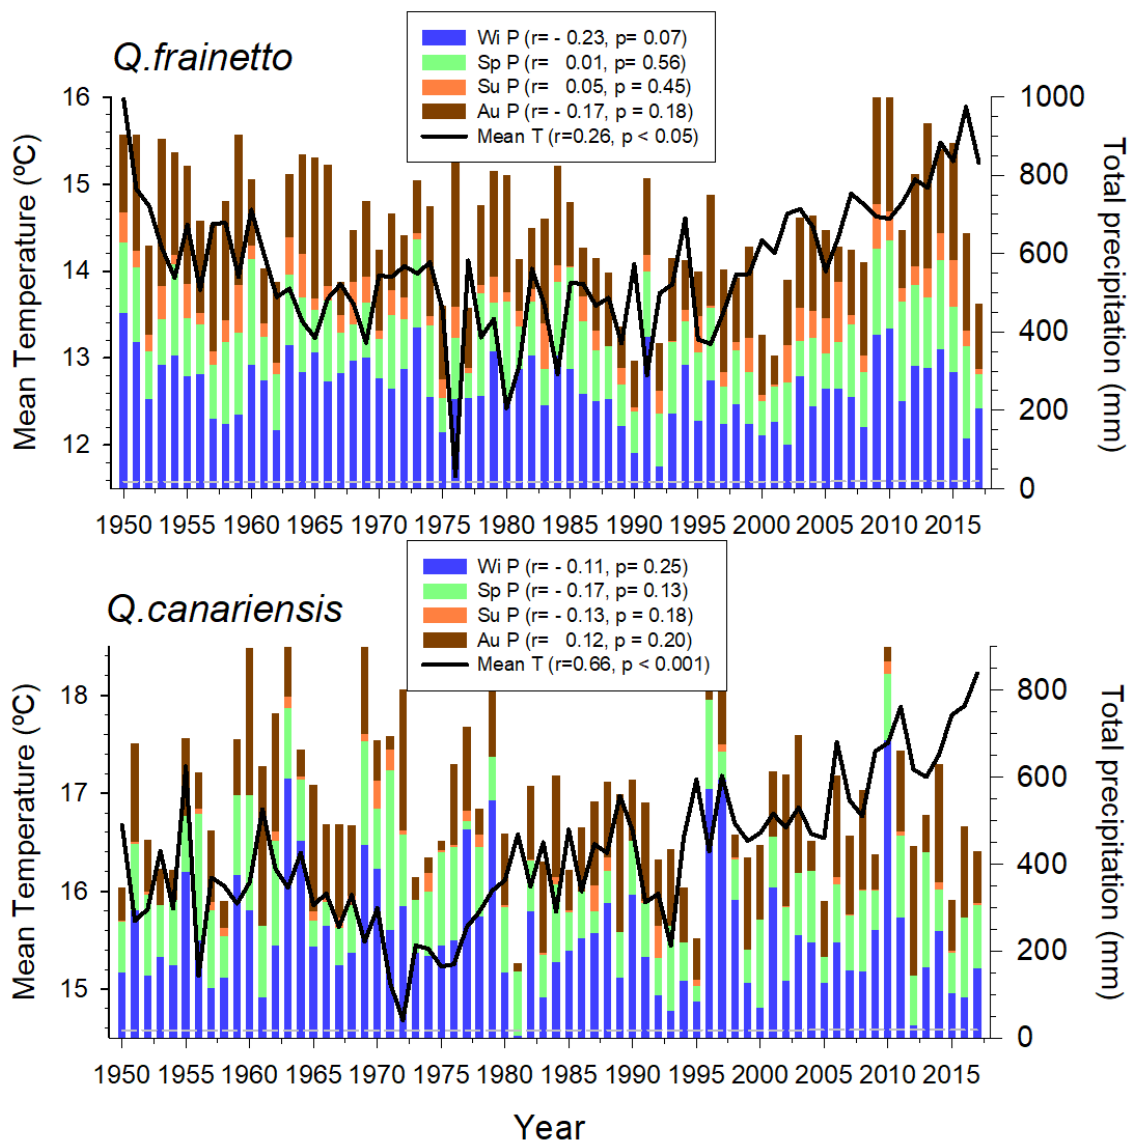 Q.frainetto
Wi P (r= - 0.23, p= 0.07)
Sp P (r= 0.01, p= 0.56)
Su P (r= 0.05, p = 0.45)
Au P (r= - 0.17, p = 0.18)
Mean T (r=0.26, p < 0.05)
Mean Temperature (ºC)
16
15
14
13
12
Total precipitation (mm)
1000
800
600
400
200
0
1950 1955 1960 1965 1970 1975 1980 1985 1990 1995 2000 2005 2010 2015
Q.canariensis
Wi P (r= - 0.11, p= 0.25)
Sp P (r= - 0.17, p= 0.13)
Su P (r= - 0.13, p = 0.18)
Au P (r= 0.12, p = 0.20)
Mean T (r=0.66, p < 0.001)
Mean Temperature (ºC)
18
17
16
15
Total precipitation (mm)
800
600
400
200
0
1950 1955 1960 1965 1970 1975 1980 1985 1990 1995 2000 2005 2010 2015
Year